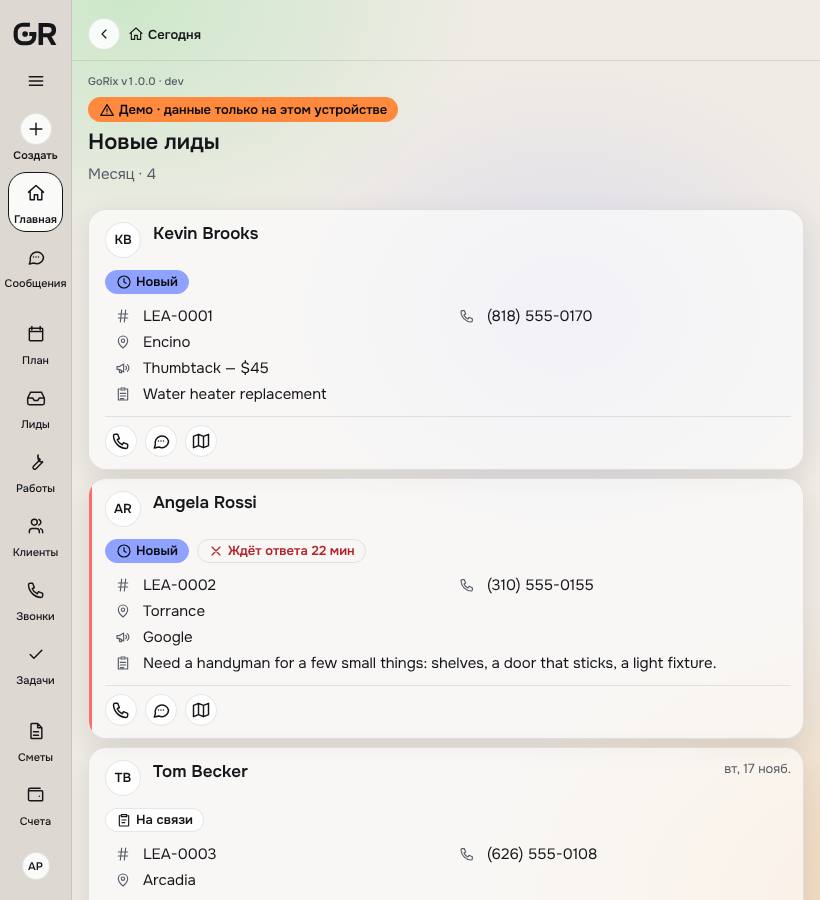 GR
Создать
Главная
Сообщения
План
Лиды
Работы
Клиенты
Звонки
Задачи
Сметы
Счета
AP
Сегодня
GoRix v1.0.0 · dev
Демо · данные только на этом устройстве
Новые лиды
Месяц · 4
KB
Kevin Brooks
Новый
LEA-0001
(818) 555-0170
Encino
Thumbtack — $45
Water heater replacement
AR
Angela Rossi
Новый
Ждёт ответа 22 мин
LEA-0002
(310) 555-0155
Torrance
Google
Need a handyman for a few small things: shelves, a door that sticks, a light fixture.
TB
Tom Becker
вт, 17 нояб.
На связи
LEA-0003
(626) 555-0108
Arcadia